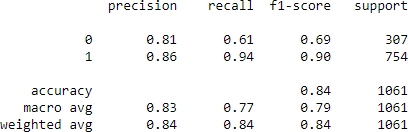 precision recall f1-score support
0 0.81 0.61 0.69 307
1 0.86 0.94 0.90 754
accuracy 0.84 1061
macro avg 0.83 0.77 0.79 1061
weighted avg 0.84 0.84 0.84 1061